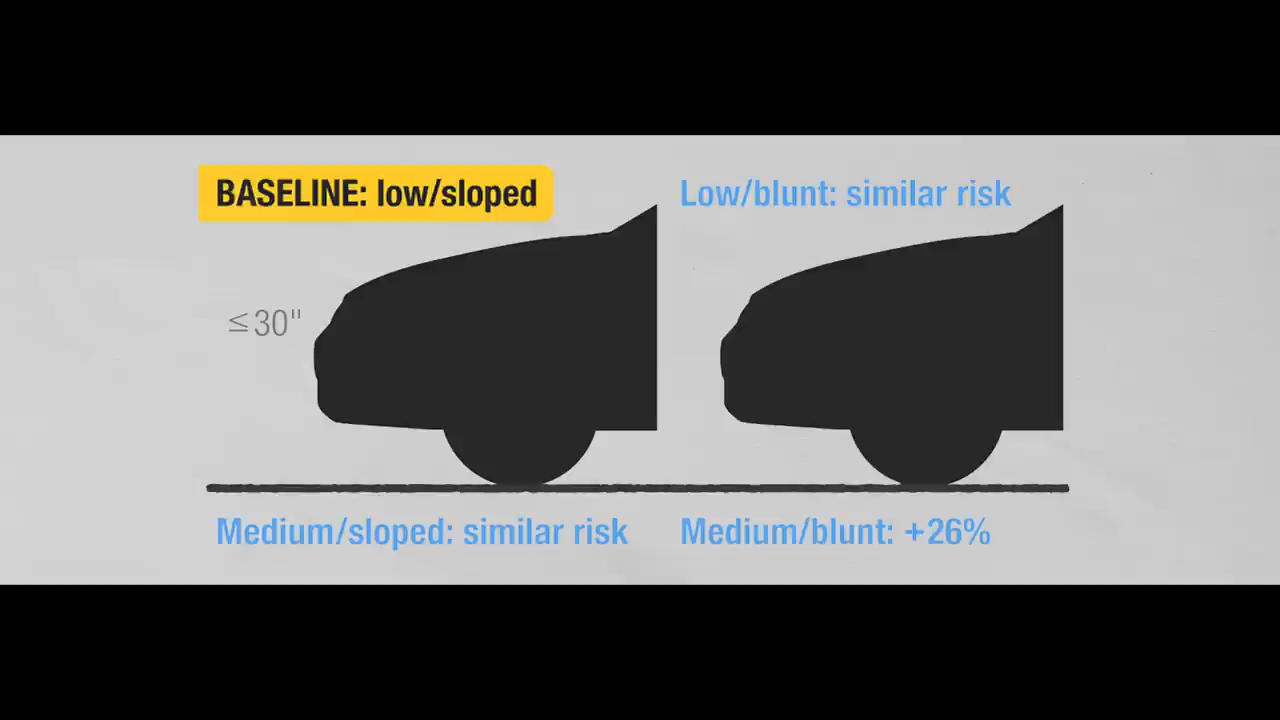 BASELINE: low/sloped
Low/blunt: similar risk
≤30"
Medium/sloped: similar risk
Medium/blunt: +26%